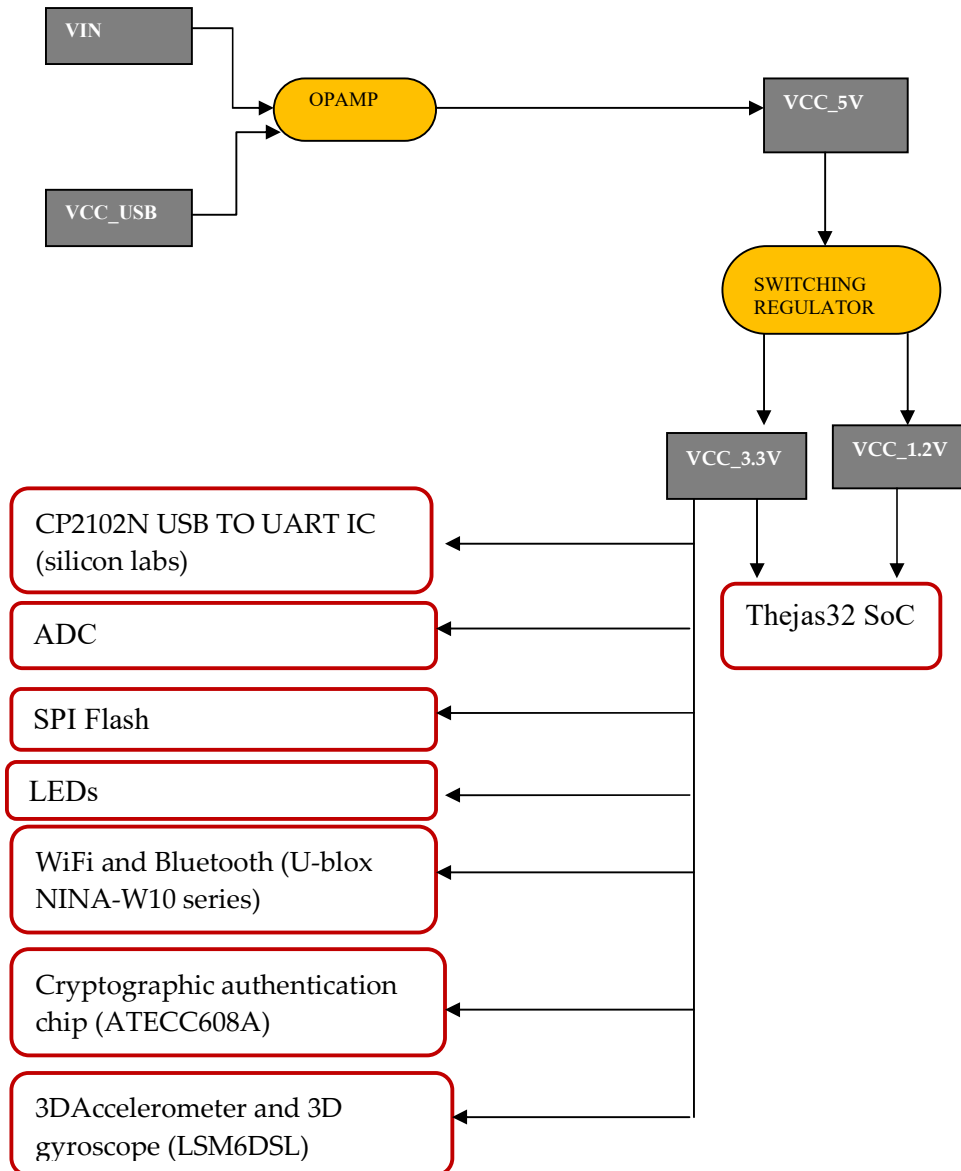 VIN
OPAMP
VCC_5V
VCC_USB
SWITCHING
REGULATOR
VCC_3.3V
VCC_1.2V
CP2102N USB TO UART IC
(silicon labs)
Thejas32 SoC
ADC
SPI Flash
LEDs
WiFi and Bluetooth (U-blox
NINA-W10 series)
Cryptographic authentication
chip (ATECC608A)
3DAccelerometer and 3D
gyroscope (LSM6DSL)